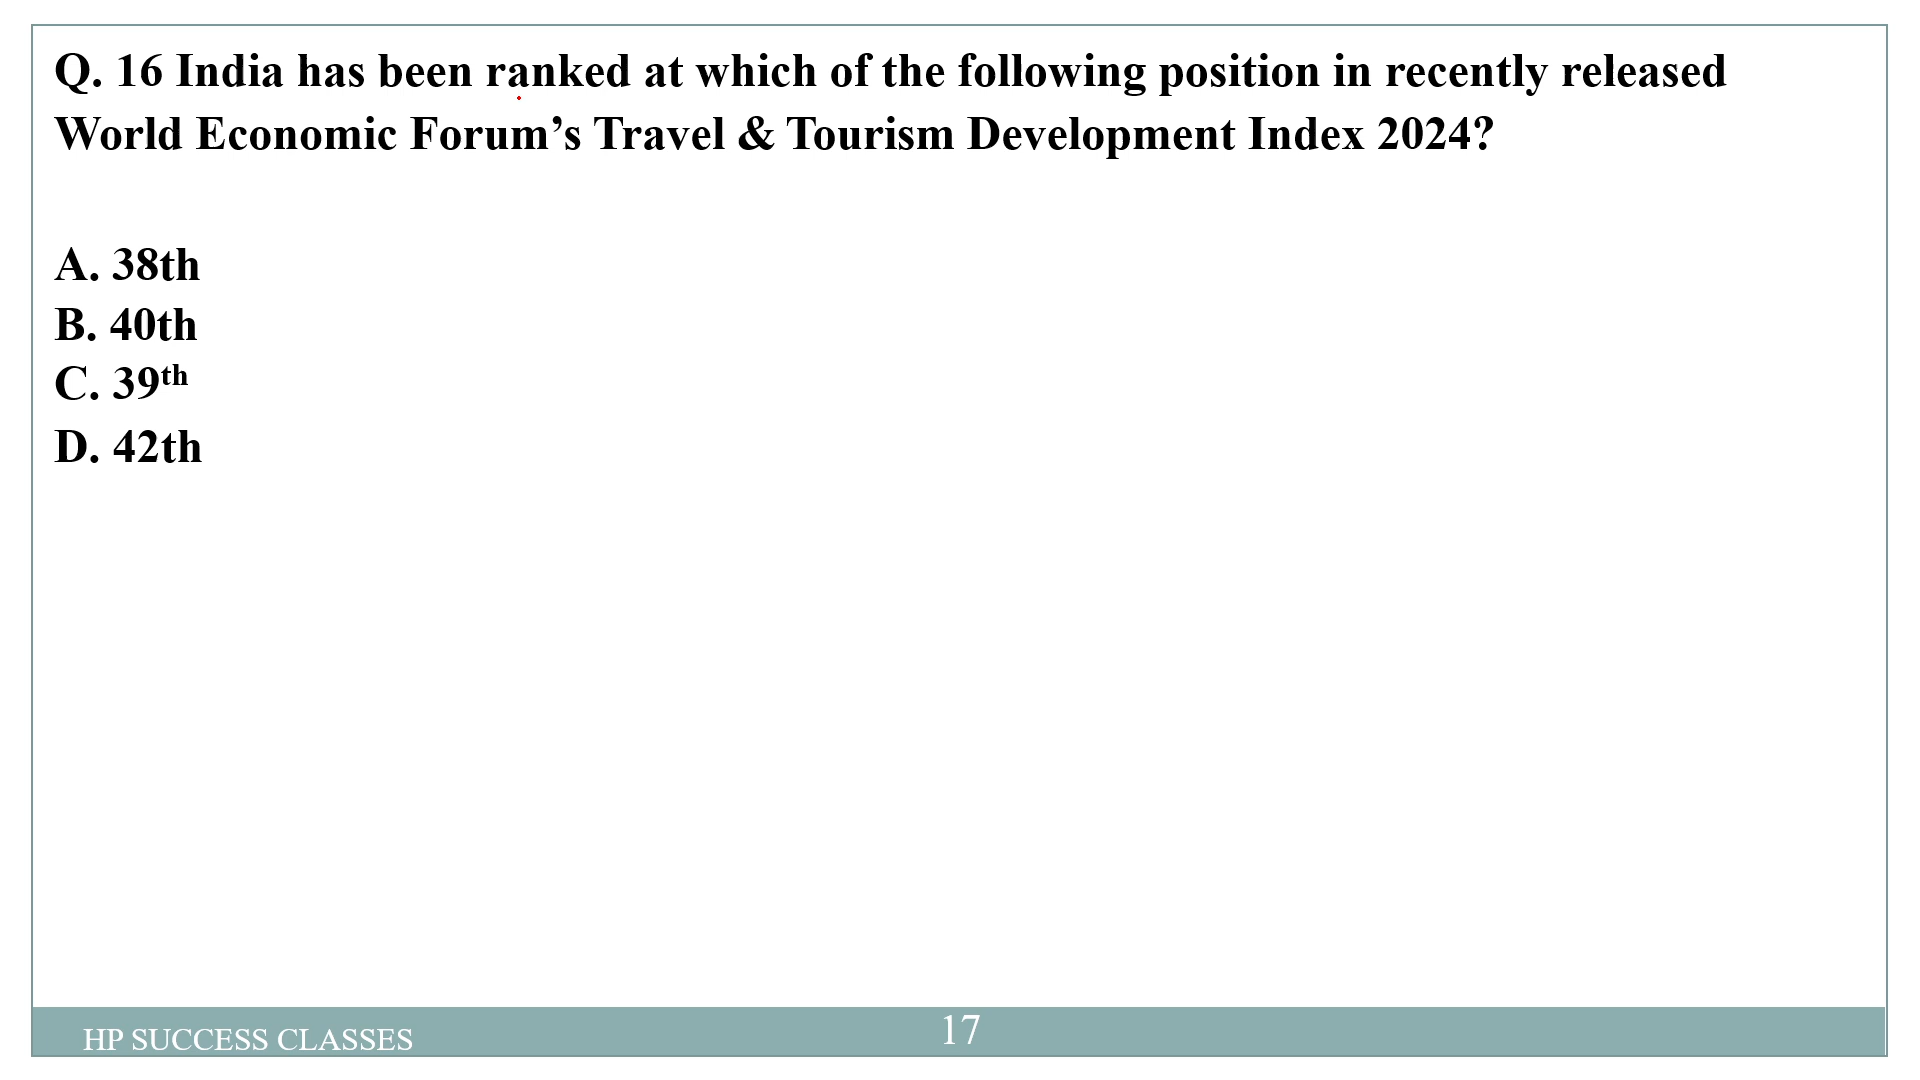 Q. 16 India has been ranked at which of the following position in recently released
World Economic Forum’s Travel & Tourism Development Index 2024?
A. 38th
B. 40th
C. 39th
D. 42th
HP SUCCESS CLASSES
17